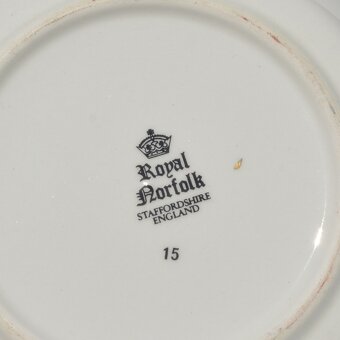 Royal
Norfolk
STAFFORDSHIRE
ENGLAND
15